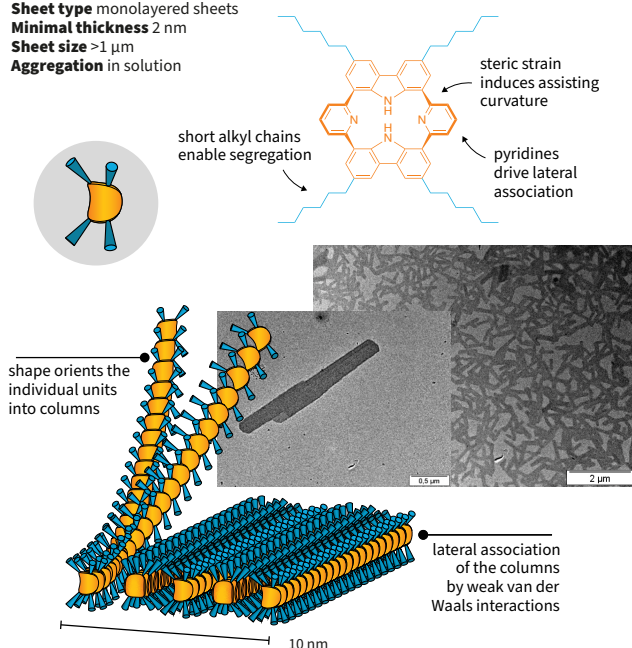 Sheet type monolayered sheets
Minimal thickness 2 nm
Sheet size >1 μm
Aggregation in solution
steric strain
induces assisting
curvature
NH
N
N
H
N
short alkyl chains
enable segregation
pyridines
drive lateral
association
shape orients the
individual units
into columns
0,5 μm
2 μm
lateral association
of the columns
by weak van der
Waals interactions
10 nm